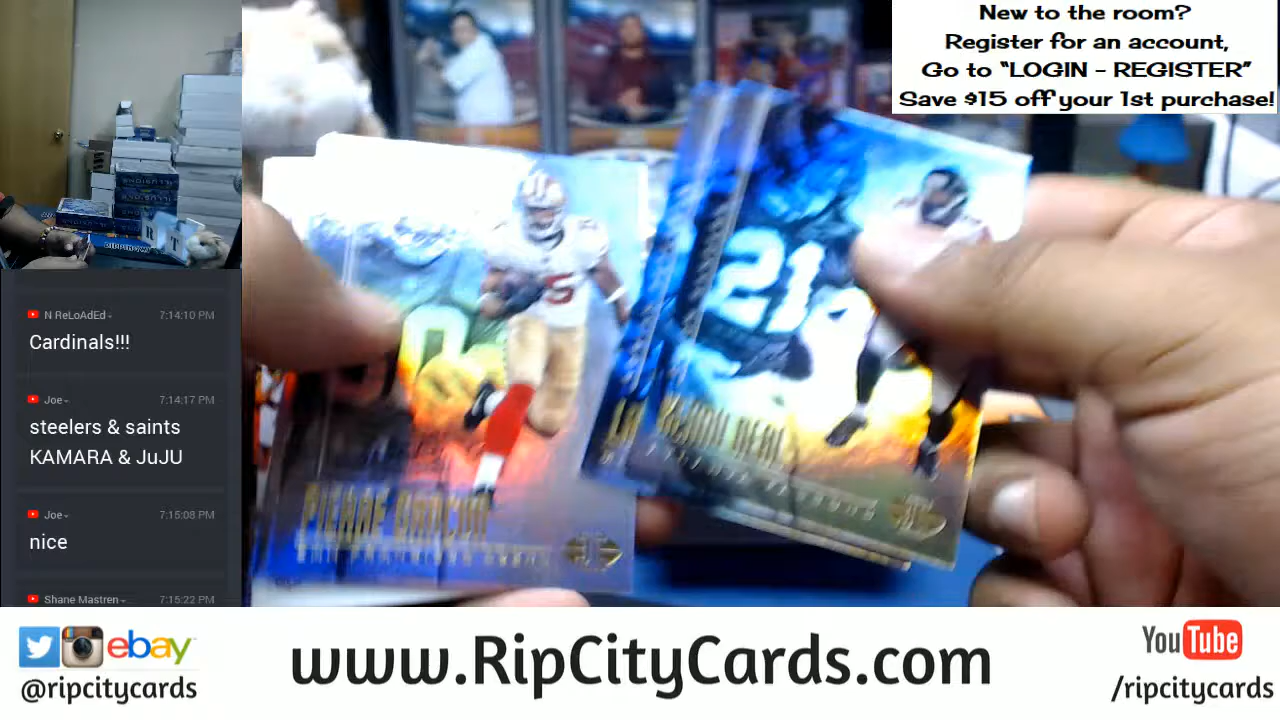 New to the room?
Register for an account,
Go to "LOGIN - REGISTER"
Save $15 off your 1st purchase!
N ReLoAdEd
7:14:10 PM
Cardinals!!!
Joe
7:14:17 PM
steelers & saints
KAMARA & JuJU
Joe
7:15:08 PM
nice
Shane Mastren
7:15:22 PM
21
PIERRE
ebay
@ripcitycards
www.RipCityCards.com
YouTube
/ripcitycards